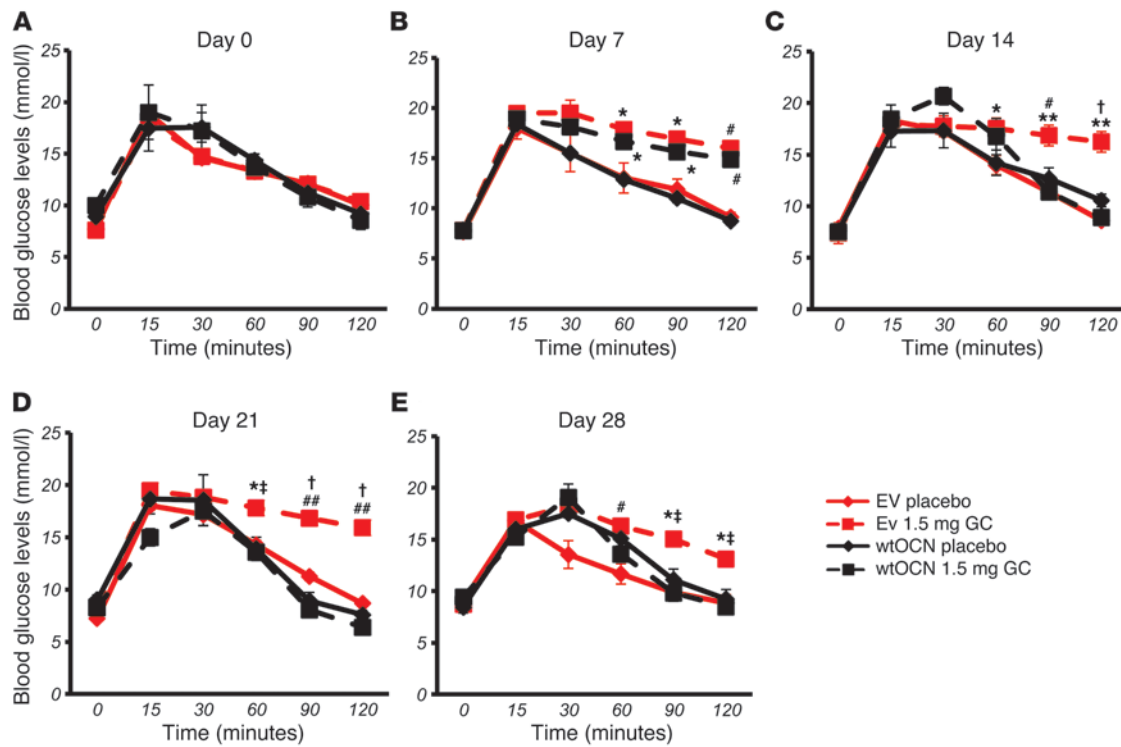 A
Day 0
Blood glucose levels (mmol/l)
25
20
15
10
5
0
0 15 30 60 90 120
Time (minutes)
B
Day 7
25
20
15
10
5
0
* * #
* * #
0 15 30 60 90 120
Time (minutes)
C
Day 14
25
20
15
10
5
0
* # †
** **
0 15 30 60 90 120
Time (minutes)
D
Day 21
Blood glucose levels (mmol/l)
25
20
15
10
5
0
*‡ † †
## ##
0 15 30 60 90 120
Time (minutes)
E
Day 28
25
20
15
10
5
0
# *‡ *‡
0 15 30 60 90 120
Time (minutes)
EV placebo
Ev 1.5 mg GC
wtOCN placebo
wtOCN 1.5 mg GC